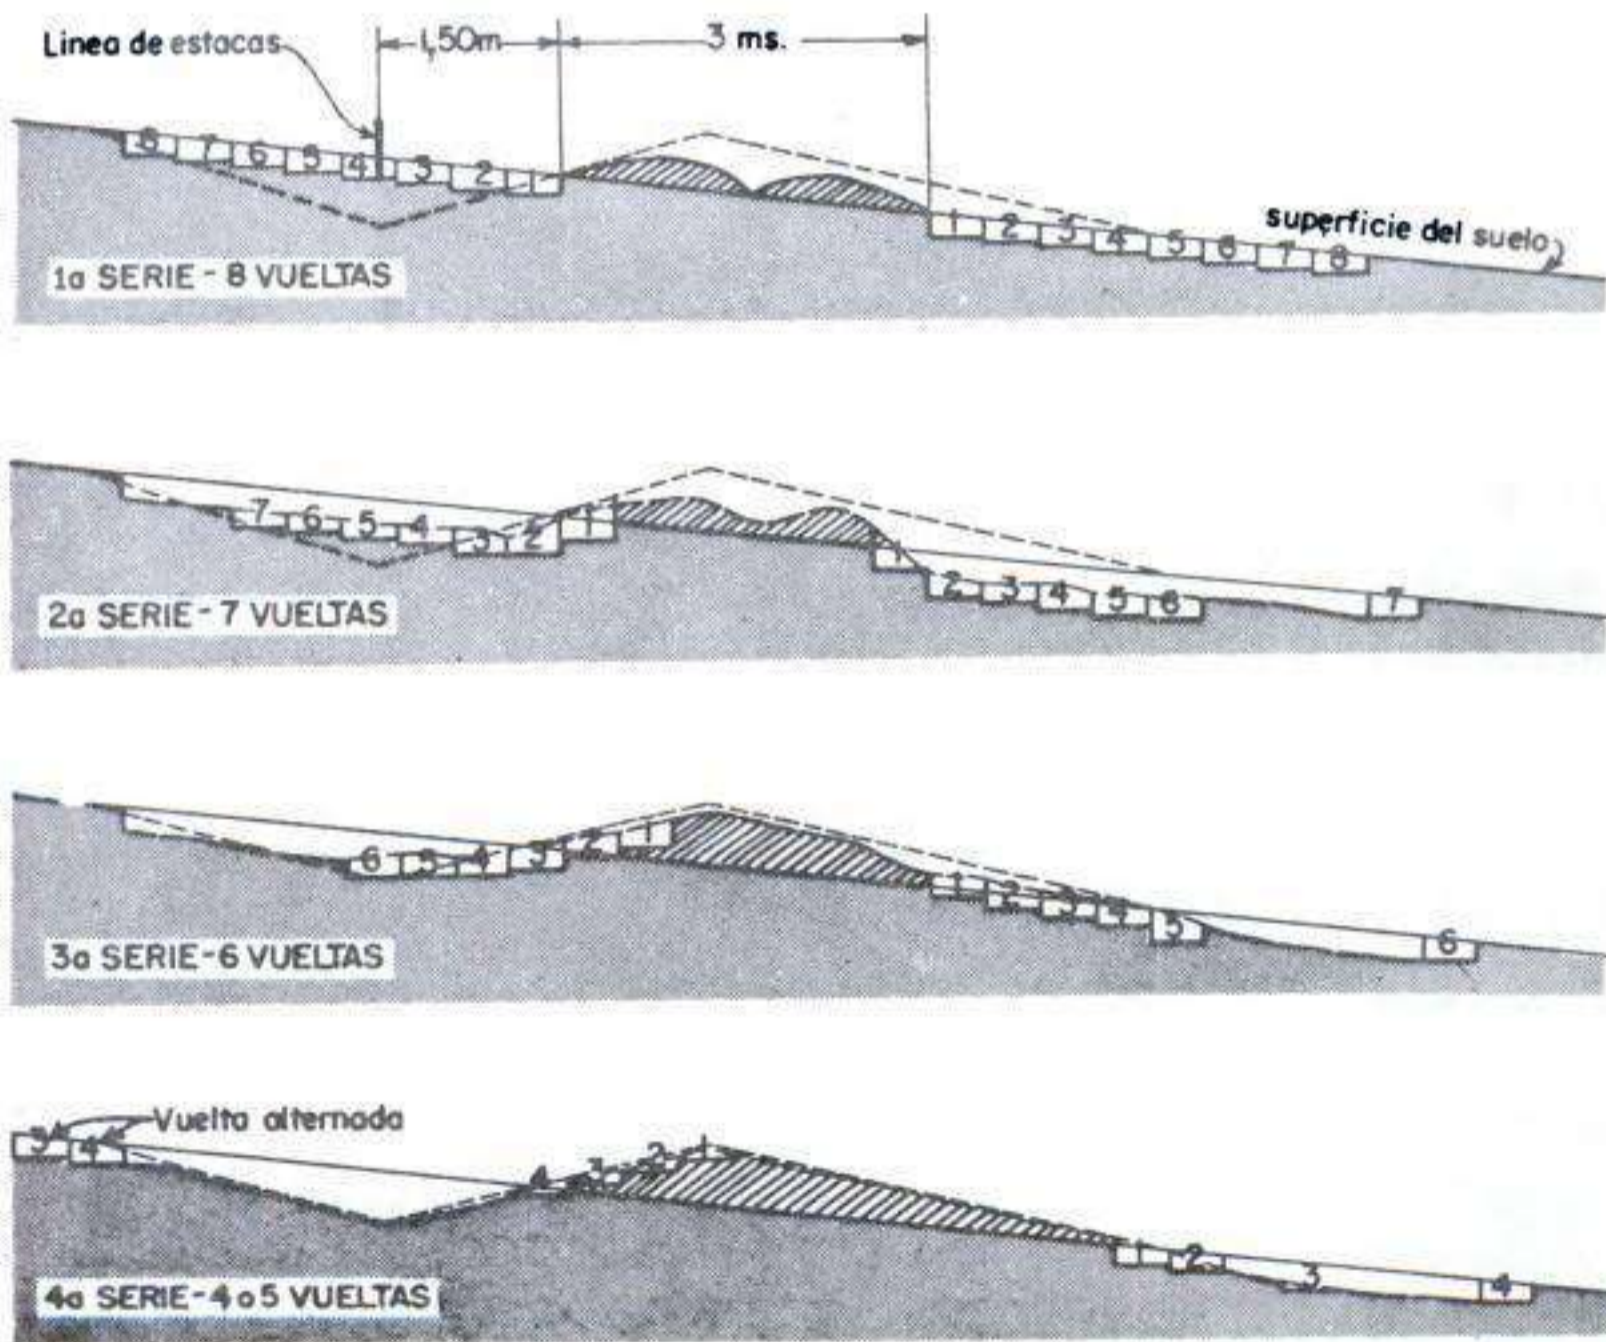 Linea de estacas
1,50m
3 ms.
8 7 6 5 4 3 2
1 2 3 4 5 6 7 8
superficie del suelo
1a SERIE - 8 VUELTAS
7 6 5 4 3 2 1
1 2 3 4 5 6 7
2a SERIE - 7 VUELTAS
6 5 4 3 2 1
1 2 3 4 5 6
3a SERIE - 6 VUELTAS
Vuelta alternada
3 4
4 3 2 1
1 2 3 4
4a SERIE - 4 o 5 VUELTAS